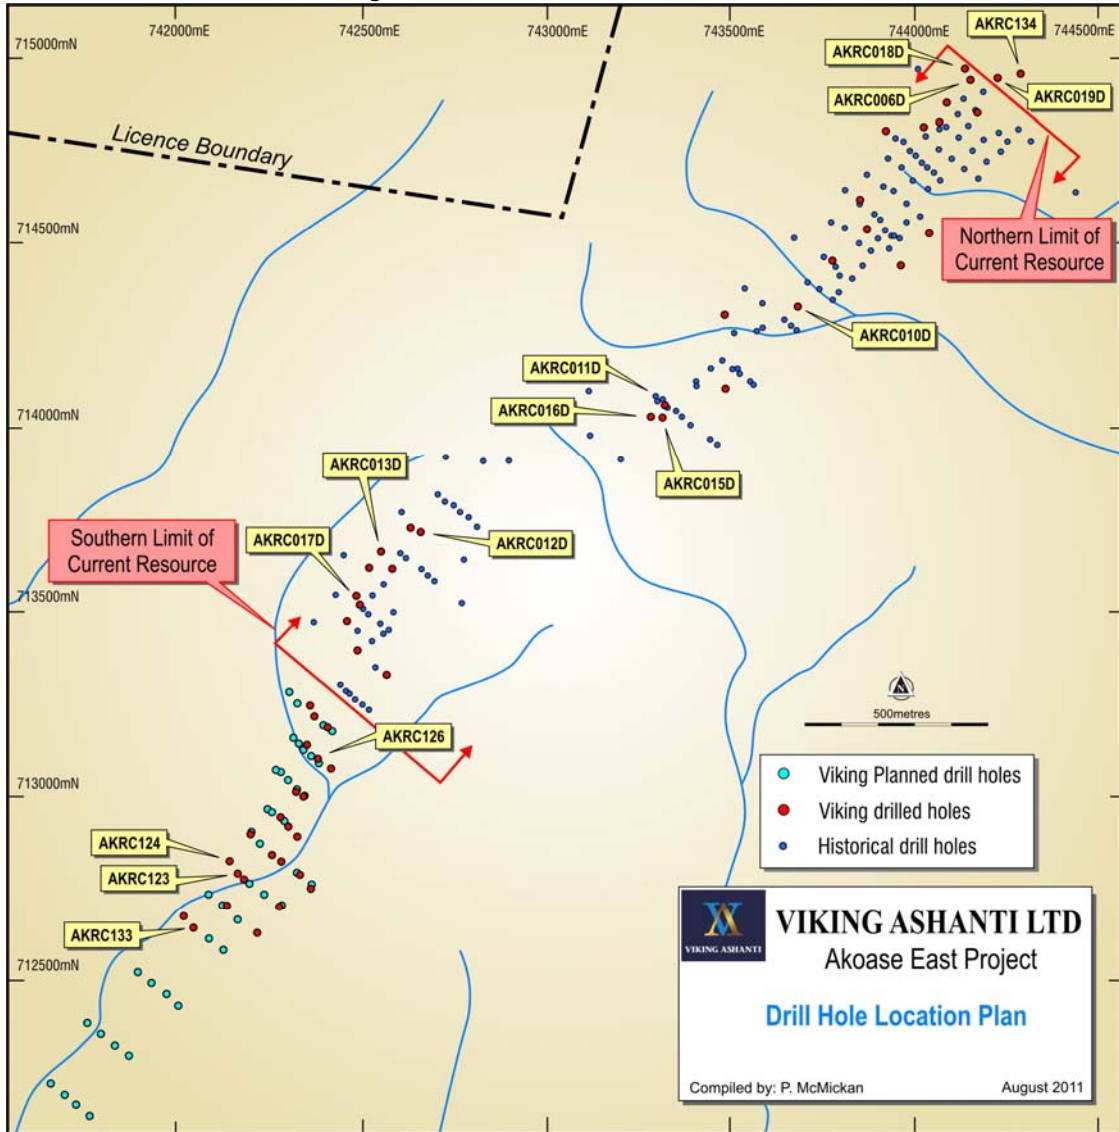 742000mE
742500mE
743000mE
743500mE
744000mE
744500mE
715000mN
714500mN
714000mN
713500mN
713000mN
712500mN
Licence Boundary
AKRC134
AKRC018D
AKRC006D
AKRC019D
Northern Limit of
Current Resource
AKRC010D
AKRC011D
AKRC016D
AKRC015D
AKRC013D
AKRC012D
AKRC017D
Southern Limit of
Current Resource
AKRC126
AKRC124
AKRC123
AKRC133
N
500metres
Viking Planned drill holes
Viking drilled holes
Historical drill holes
VIKING ASHANTI
VIKING ASHANTI LTD
Akoase East Project
Drill Hole Location Plan
Compiled by: P. McMickan
August 2011